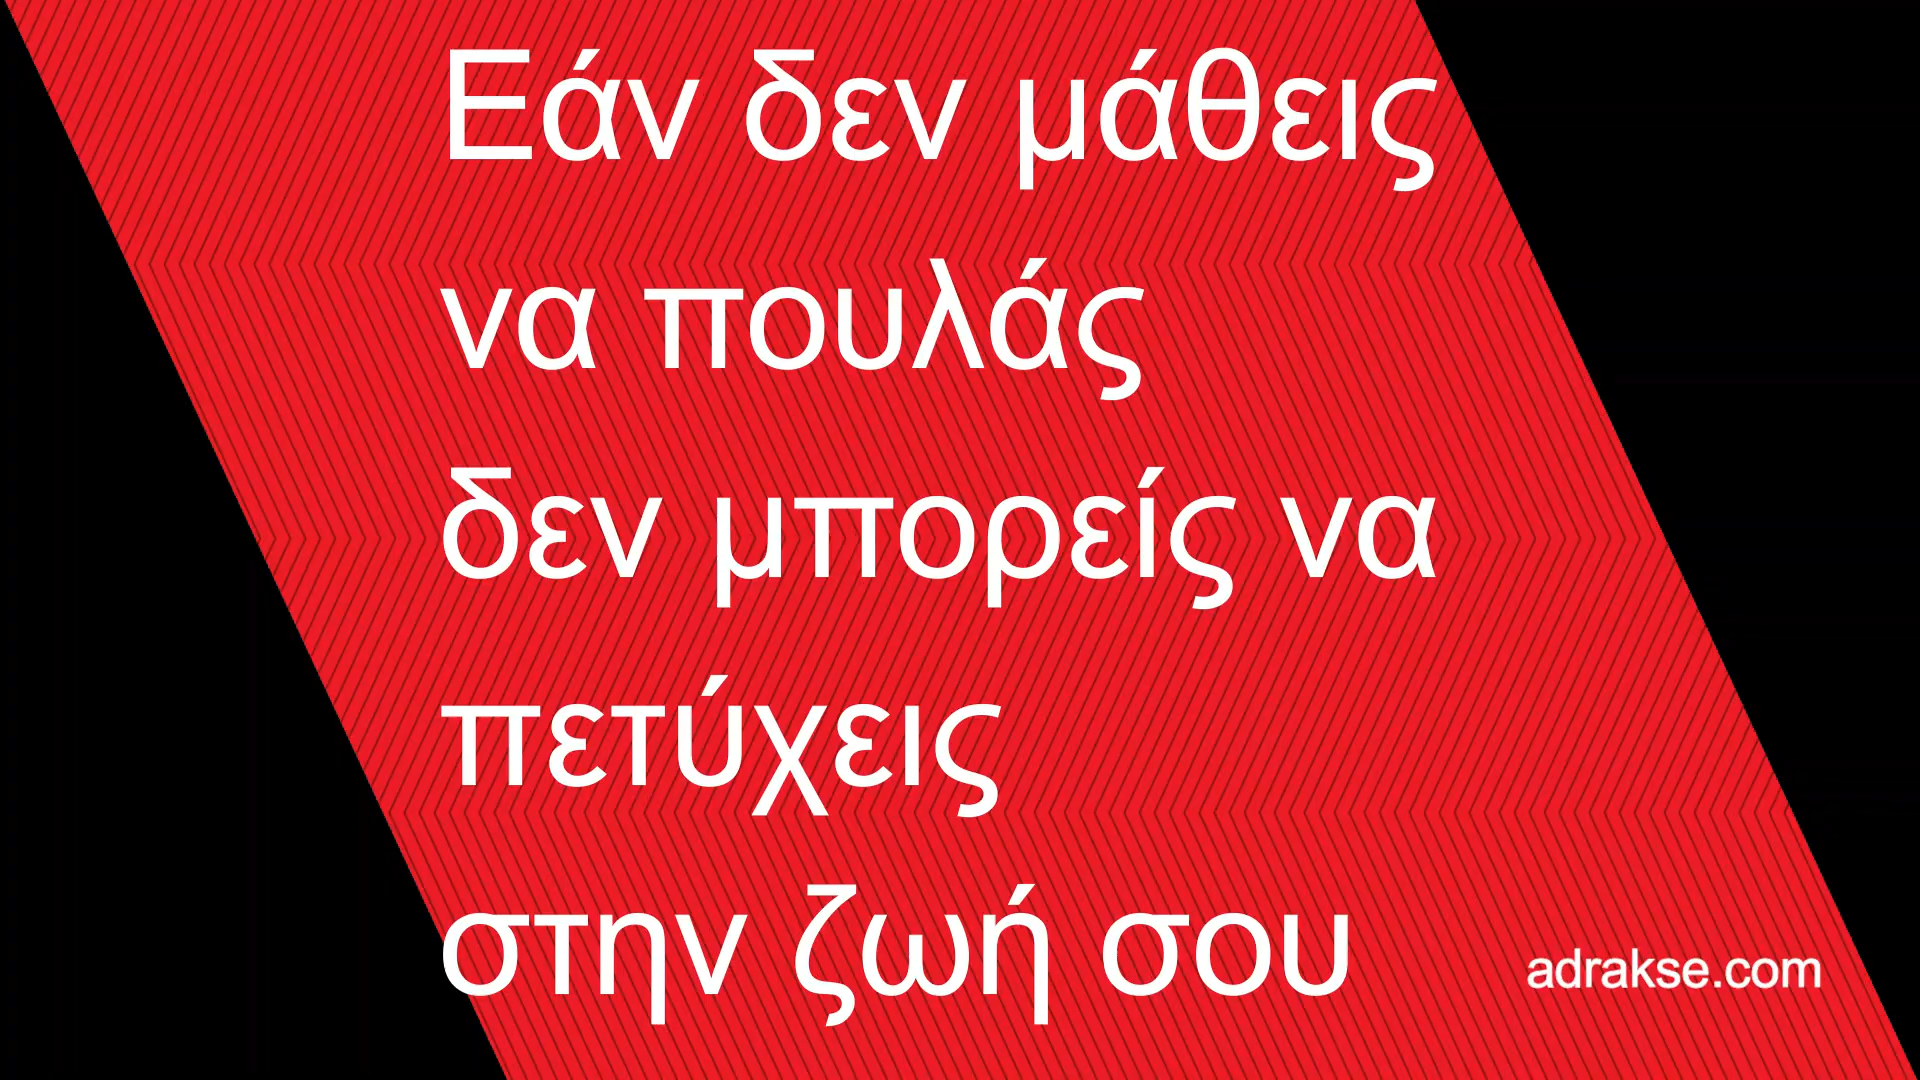 Εάν δεν μάθεις
να πουλάς
δεν μπορείς να
πετύχεις
στην ζωή σου
adrakse.com